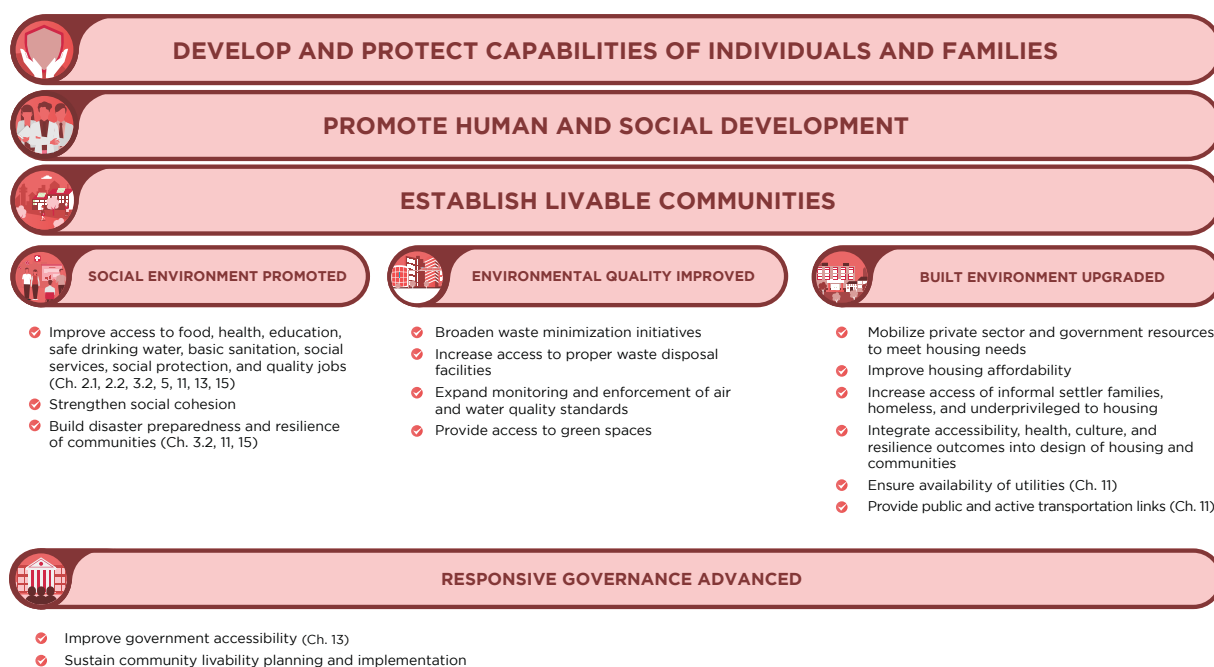 DEVELOP AND PROTECT CAPABILITIES OF INDIVIDUALS AND FAMILIES
PROMOTE HUMAN AND SOCIAL DEVELOPMENT
ESTABLISH LIVABLE COMMUNITIES
SOCIAL ENVIRONMENT PROMOTED
Improve access to food, health, education,
safe drinking water, basic sanitation, social
services, social protection, and quality jobs
(Ch. 2.1, 2.2, 3.2, 5, 11, 13, 15)
Strengthen social cohesion
Build disaster preparedness and resilience
of communities (Ch. 3.2, 11, 15)
ENVIRONMENTAL QUALITY IMPROVED
Broaden waste minimization initiatives
Increase access to proper waste disposal
facilities
Expand monitoring and enforcement of air
and water quality standards
Provide access to green spaces
BUILT ENVIRONMENT UPGRADED
Mobilize private sector and government resources
to meet housing needs
Improve housing affordability
Increase access of informal settler families,
homeless, and underprivileged to housing
Integrate accessibility, health, culture, and
resilience outcomes into design of housing and
communities
Ensure availability of utilities (Ch. 11)
Provide public and active transportation links (Ch. 11)
RESPONSIVE GOVERNANCE ADVANCED
Improve government accessibility (Ch. 13)
Sustain community livability planning and implementation